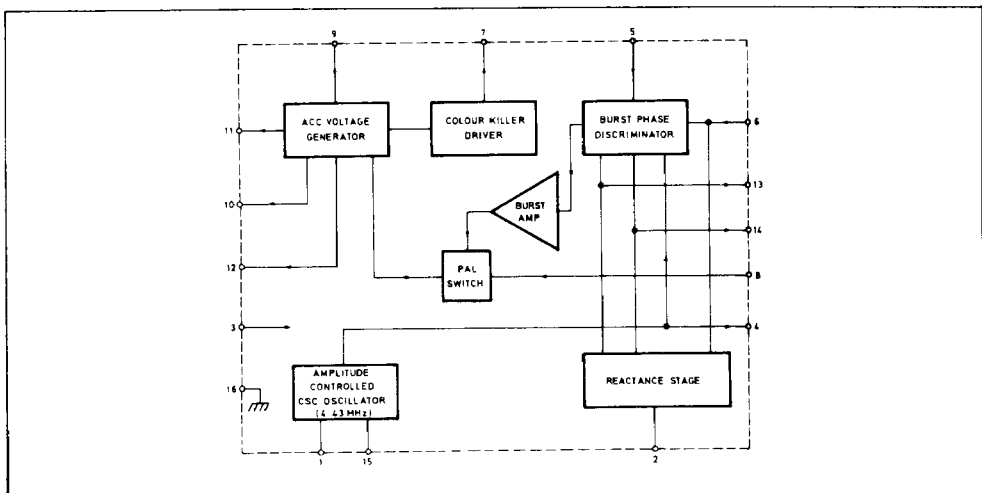 9
7
5
11
ACC VOLTAGE
GENERATOR
COLOUR KILLER
DRIVER
BURST PHASE
DISCRIMINATOR
6
13
10
BURST
AMP
14
12
PAL
SWITCH
8
3
4
16
AMPLITUDE
CONTROLLED
CSC OSCILLATOR
(4.43MHz)
REACTANCE STAGE
1
15
2